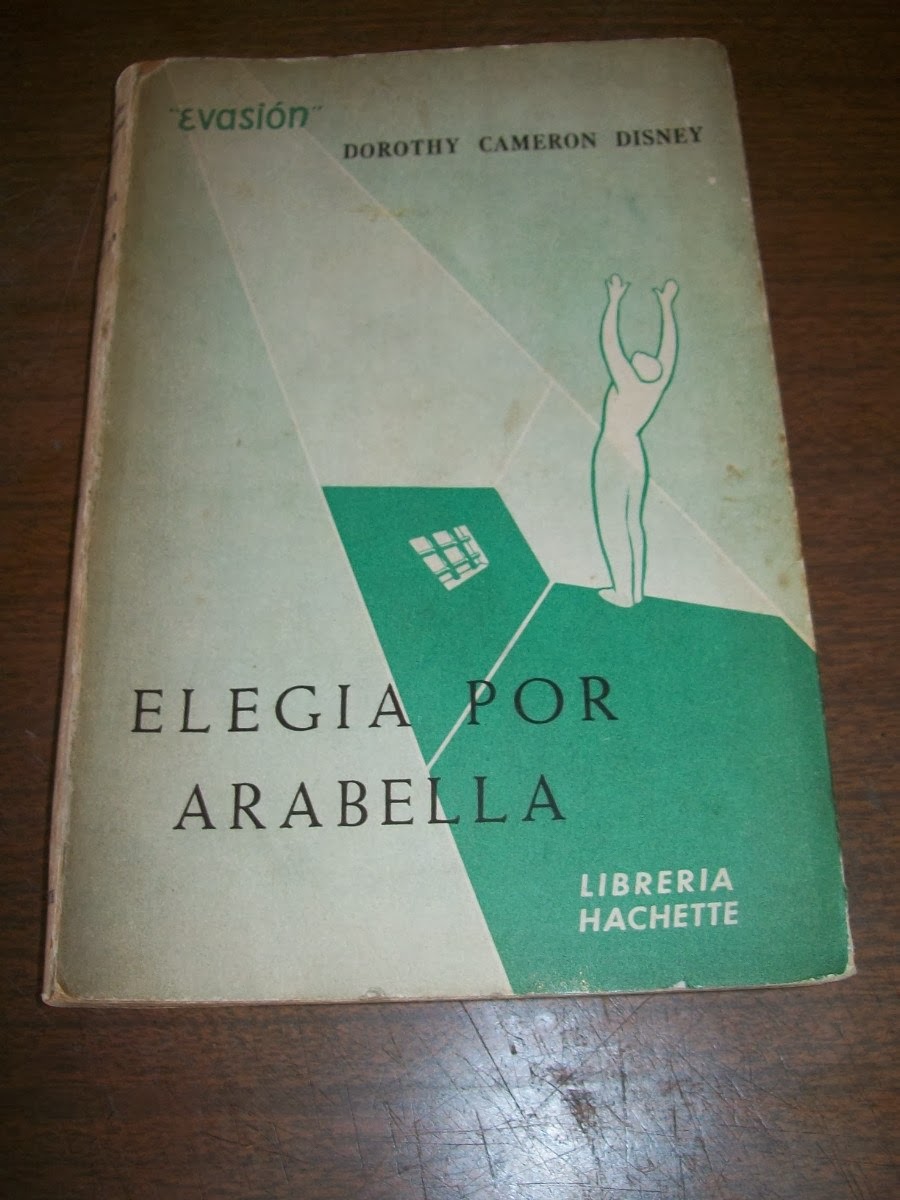 "evasión"
DOROTHY CAMERON DISNEY
ELEGIA POR
ARABELLA
LIBRERIA
HACHETTE